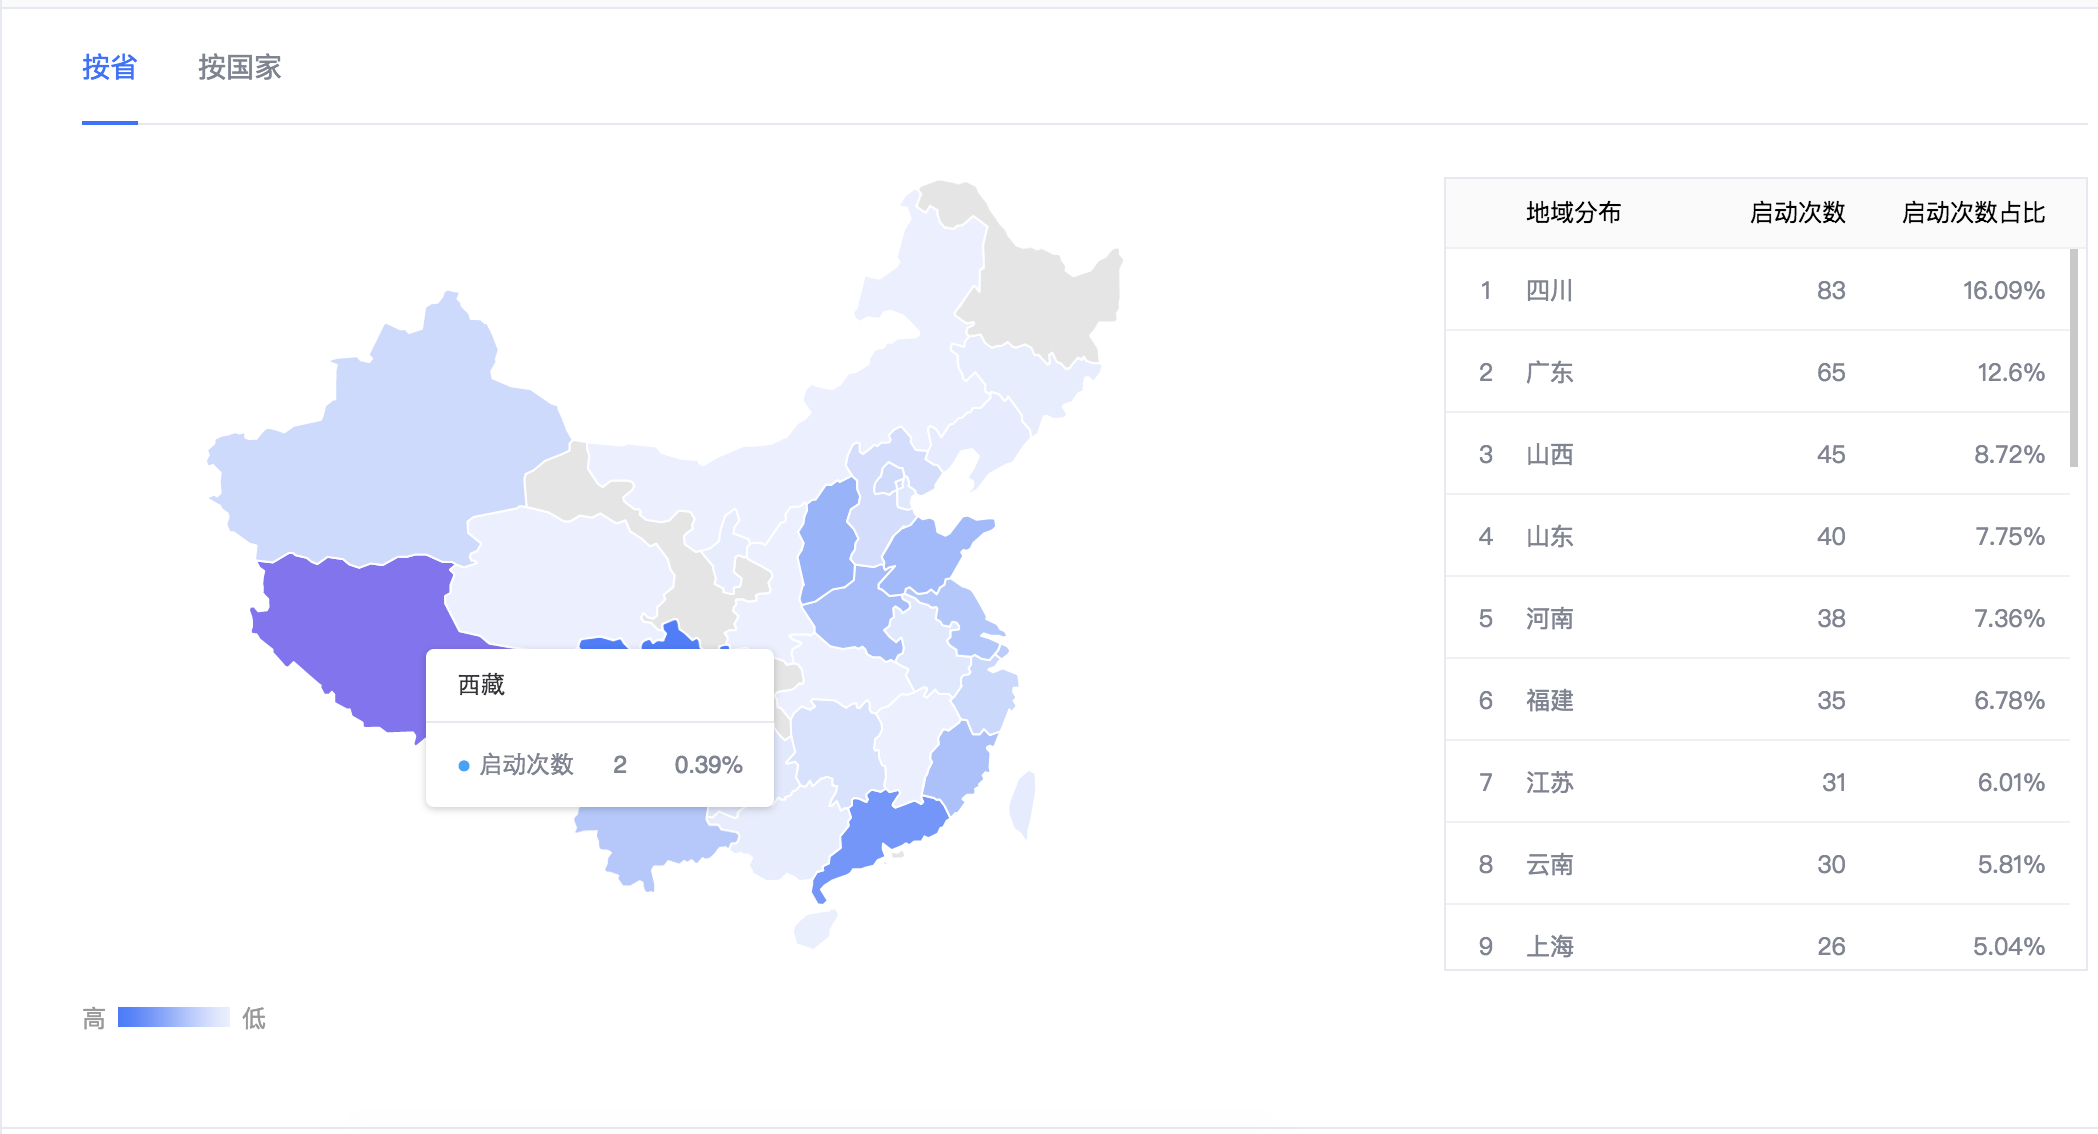 按省 按国家
地域分布 启动次数 启动次数占比
1 四川 83 16.09%
2 广东 65 12.6%
3 山西 45 8.72%
4 山东 40 7.75%
5 河南 38 7.36%
6 福建 35 6.78%
7 江苏 31 6.01%
8 云南 30 5.81%
9 上海 26 5.04%
西藏
启动次数 2 0.39%
高 低